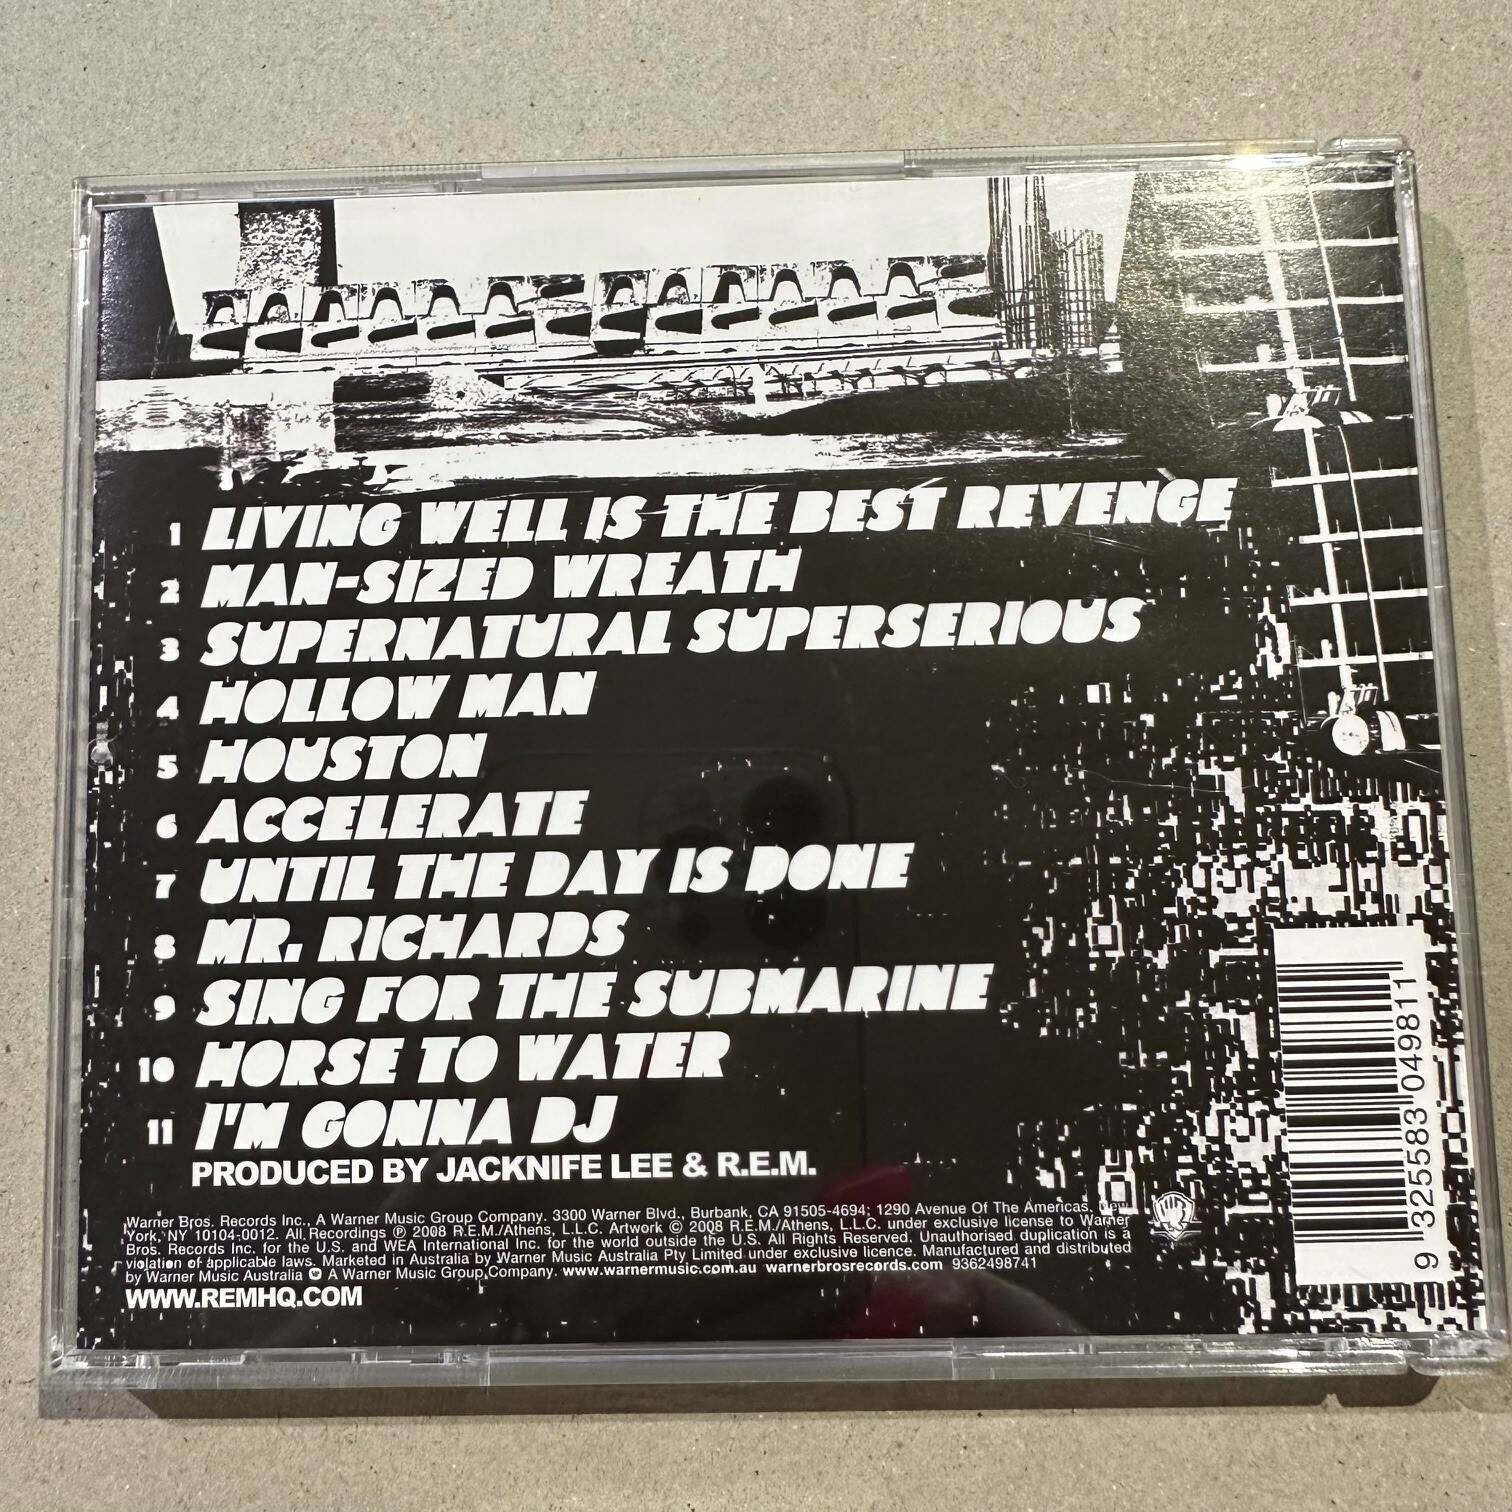 1 LIVING WELL IS THE BEST REVENGE
2 MAN-SIZED WREATH
3 SUPERNATURAL SUPERSERIOUS
4 HOLLOW MAN
5 HOUSTON
6 ACCELERATE
7 UNTIL THE DAY IS DONE
8 MR. RICHARDS
9 SING FOR THE SUBMARINE
10 HORSE TO WATER
11 I'M GONNA DJ
PRODUCED BY JACKNIFE LEE & R.E.M.
Warner Bros. Records Inc., A Warner Music Group Company. 3300 Warner Blvd., Burbank, CA 91505-4694; 1290 Avenue Of The Americas, New
York, NY 10104-0012. All Recordings ℗ 2008 R.E.M./Athens, L.L.C. Artwork © 2008 R.E.M./Athens, L.L.C. under exclusive license to Warner
Bros. Records Inc. for the U.S. and WEA International Inc. for the world outside the U.S. All Rights Reserved. Unauthorised duplication is a
violation of applicable laws. Marketed in Australia by Warner Music Australia Pty Limited under exclusive licence. Manufactured and distributed
by Warner Music Australia A Warner Music Group Company. www.warnermusic.com.au warnerbrosrecords.com 9362498741
WWW.REMHQ.COM
9 325583 049811